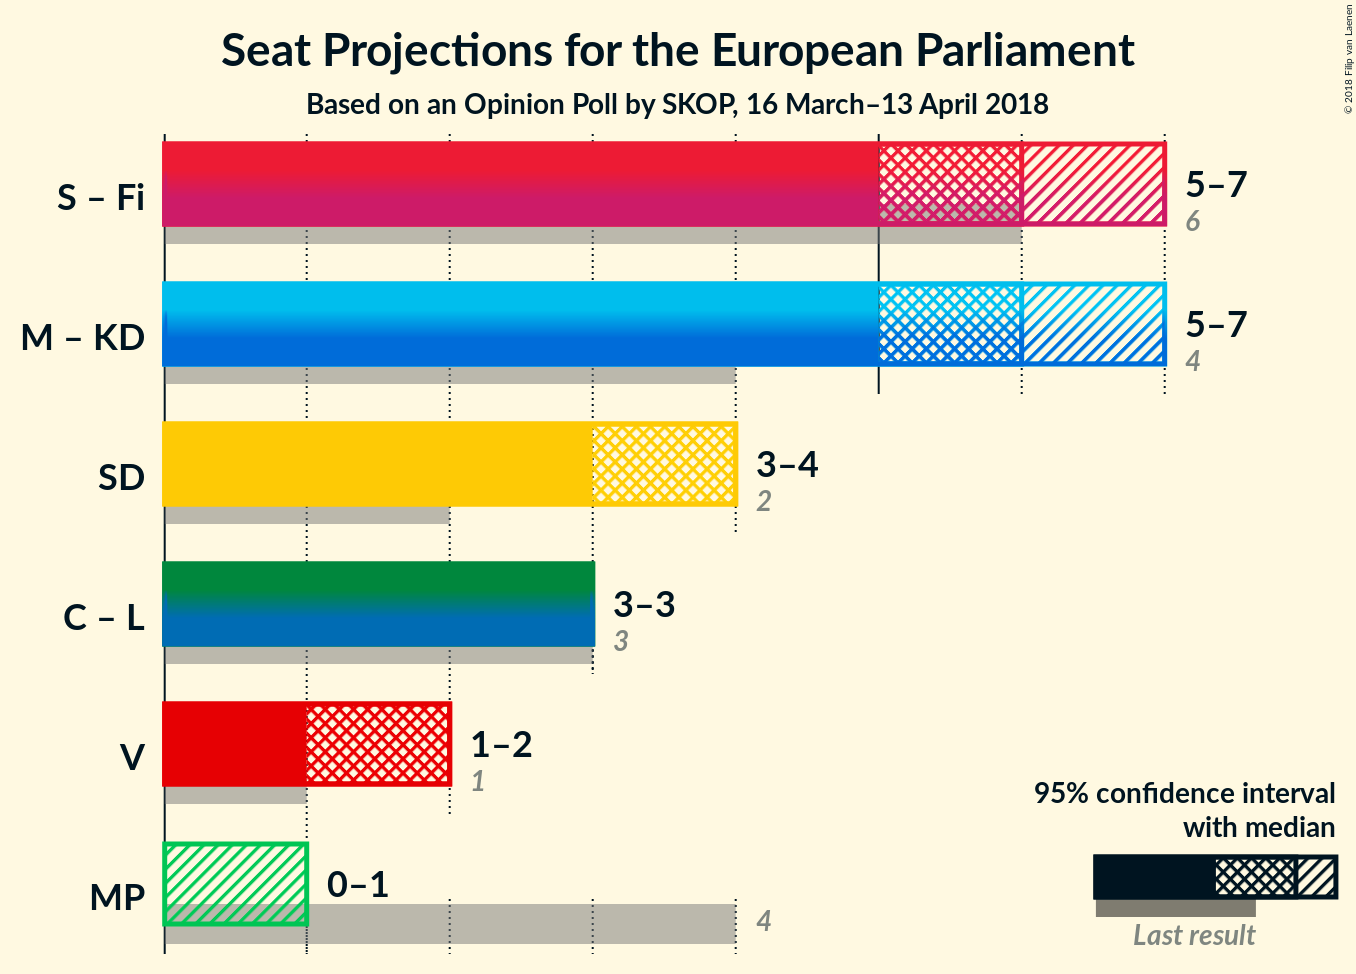 Seat Projections for the European Parliament
Based on an Opinion Poll by SKOP, 16 March–13 April 2018
© 2018 Filip van Laenen
S – Fi
5–7
6
M – KD
5–7
4
SD
3–4
2
C – L
3–3
3
V
1–2
1
MP
0–1
4
95% confidence interval
with median
Last result